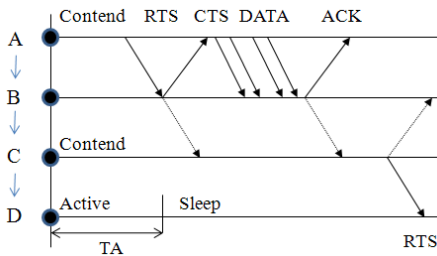 Contend RTS CTS DATA ACK
A
B
Contend
C
Active Sleep
D
TA
RTS